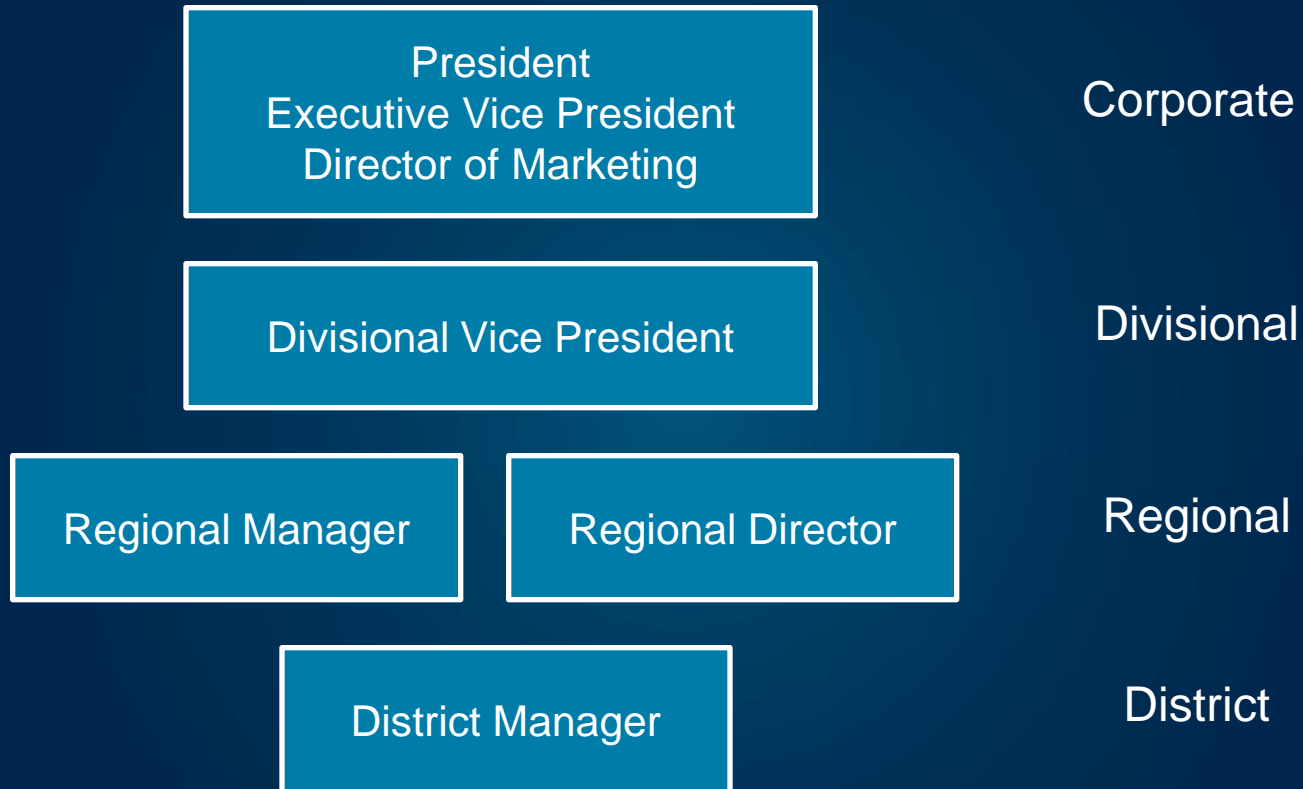 President
Executive Vice President
Director of Marketing
Corporate
Divisional Vice President
Divisional
Regional Manager
Regional Director
Regional
District Manager
District